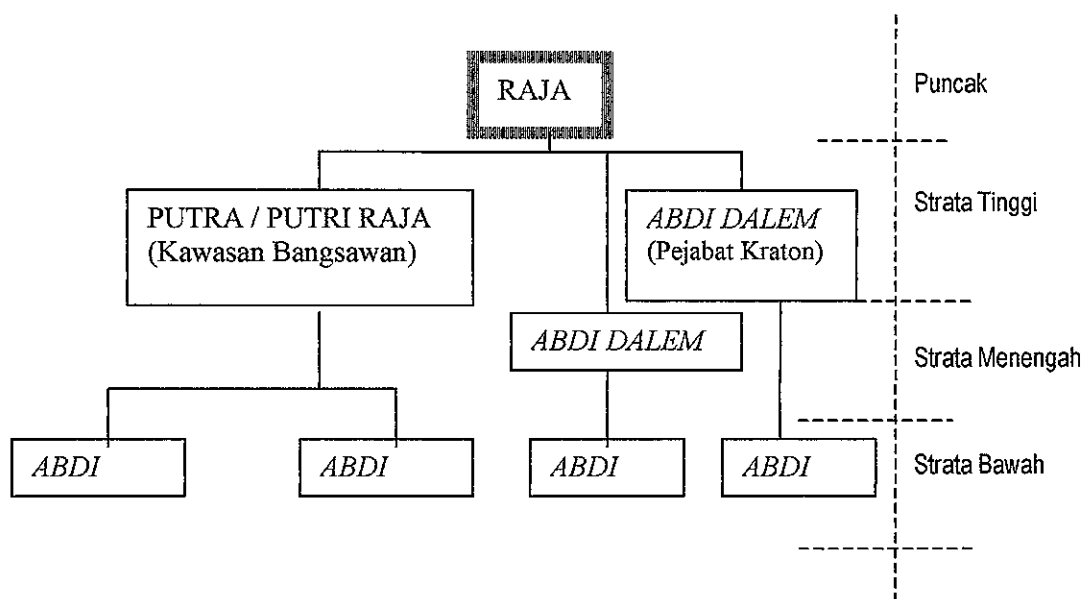 RAJA
Puncak
PUTRA / PUTRI RAJA
(Kawasan Bangsawan)
ABDI DALEM
(Pejabat Kraton)
Strata Tinggi
ABDI DALEM
Strata Menengah
ABDI
ABDI
ABDI
ABDI
Strata Bawah